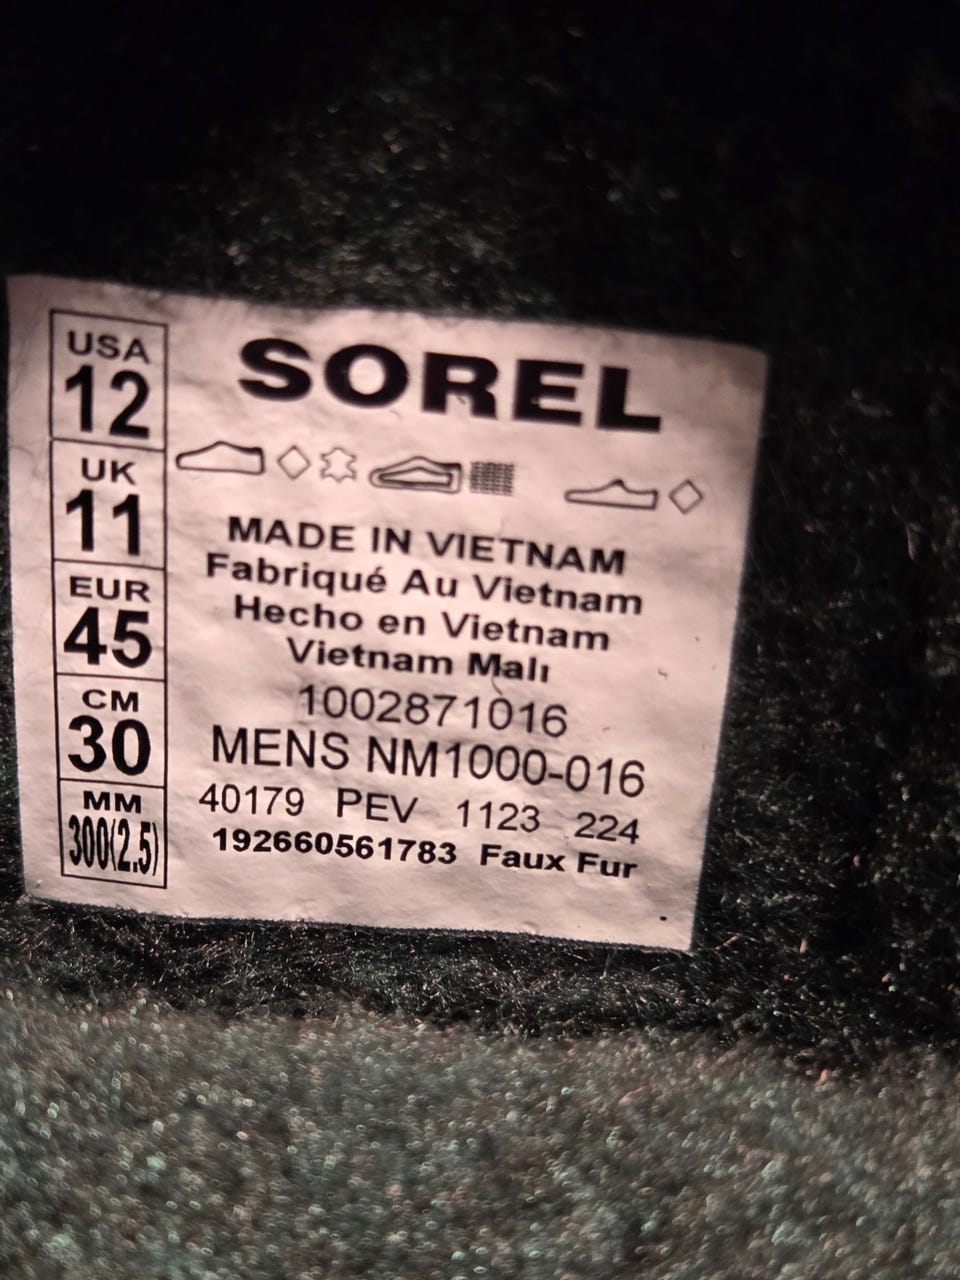 USA
12
UK
11
EUR
45
CM
30
MM
300(2.5)
SOREL
MADE IN VIETNAM
Fabriqué Au Vietnam
Hecho en Vietnam
Vietnam Malı
1002871016
MENS NM1000-016
40179 PEV 1123 224
192660561783 Faux Fur